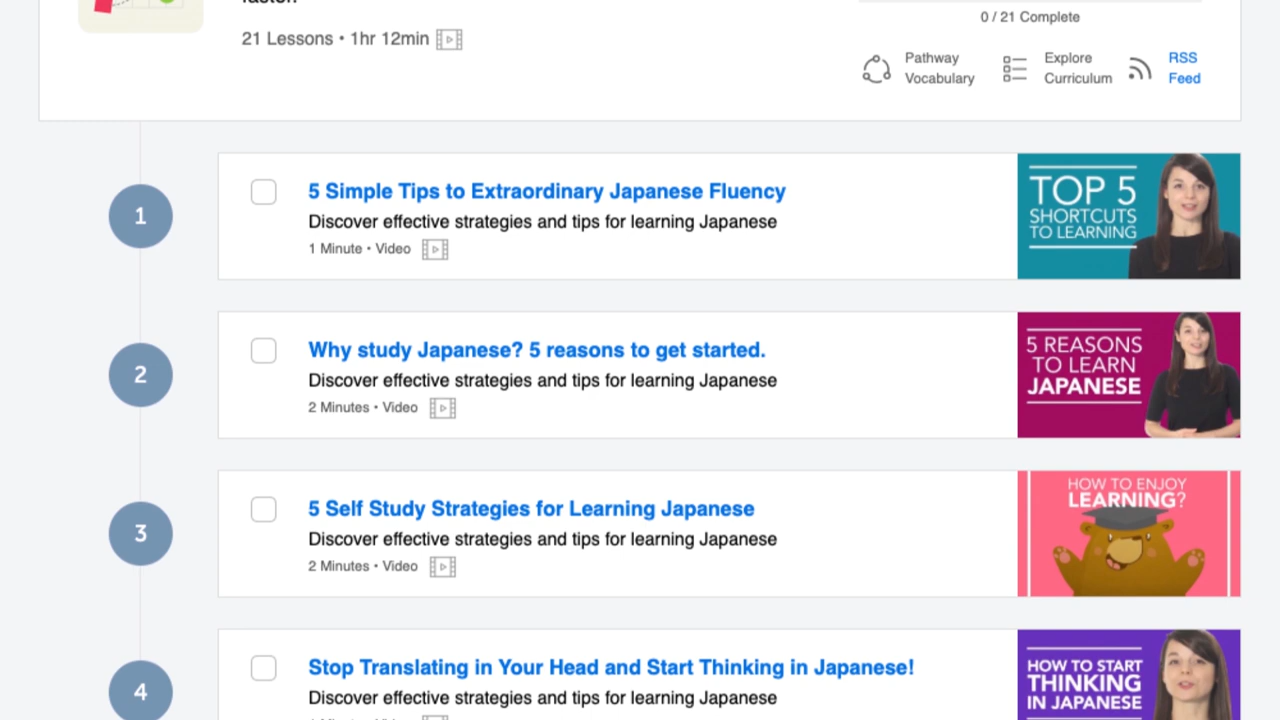 21 Lessons • 1hr 12min
0 / 21 Complete
Pathway
Vocabulary
Explore
Curriculum
RSS
Feed
1
5 Simple Tips to Extraordinary Japanese Fluency
Discover effective strategies and tips for learning Japanese
1 Minute • Video
TOP 5
SHORTCUTS
TO LEARNING
2
Why study Japanese? 5 reasons to get started.
Discover effective strategies and tips for learning Japanese
2 Minutes • Video
5 REASONS
TO LEARN
JAPANESE
3
5 Self Study Strategies for Learning Japanese
Discover effective strategies and tips for learning Japanese
2 Minutes • Video
HOW TO ENJOY
LEARNING?
4
Stop Translating in Your Head and Start Thinking in Japanese!
Discover effective strategies and tips for learning Japanese
HOW TO START
THINKING
IN JAPANESE